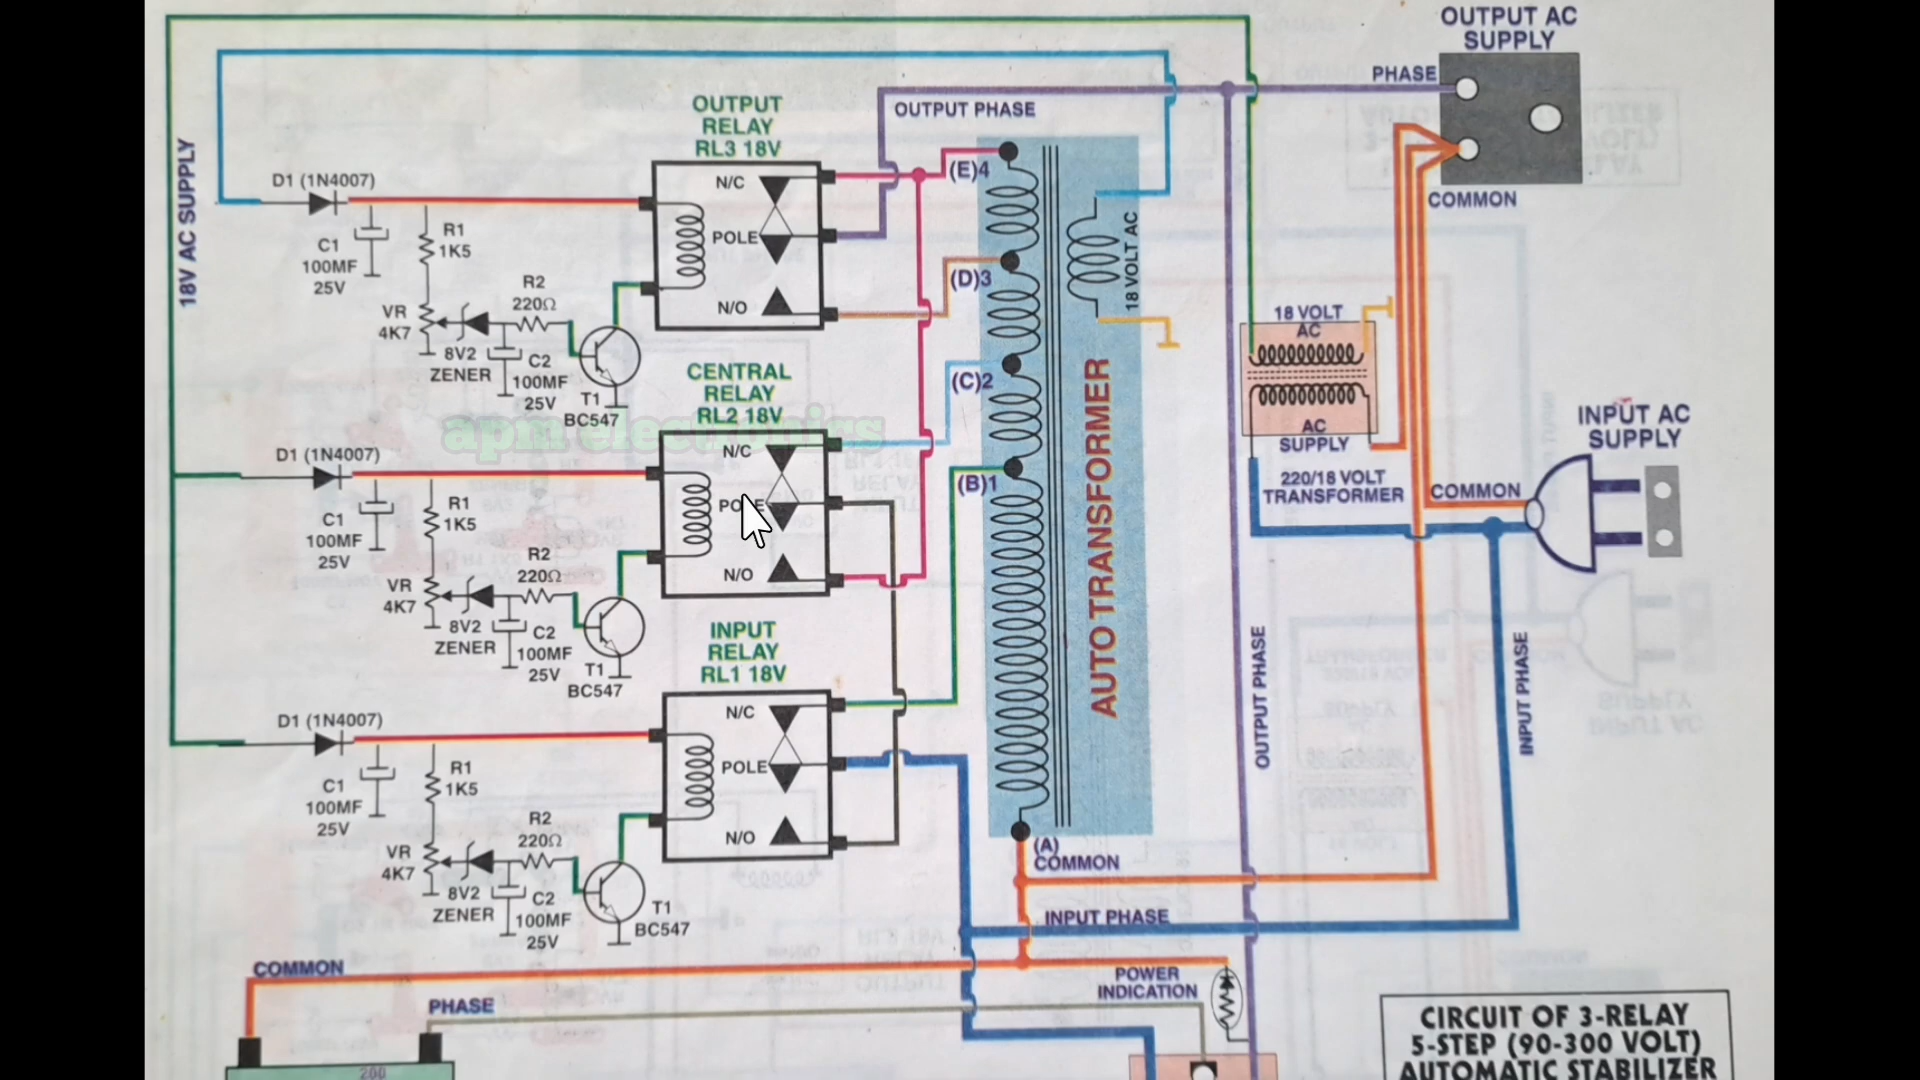 OUTPUT AC
SUPPLY
PHASE
COMMON
OUTPUT PHASE
18V AC SUPPLY
OUTPUT
RELAY
RL3 18V
D1 (1N4007)
C1
100MF
25V
R1
1K5
VR
4K7
8V2
ZENER
R2
220Ω
C2
100MF
25V
T1
BC547
N/C
POLE
N/O
(E)4
(D)3
(C)2
(B)1
18 VOLT AC
AUTO TRANSFORMER
CENTRAL
RELAY
RL2 18V
apm electronics
D1 (1N4007)
C1
100MF
25V
R1
1K5
VR
4K7
8V2
ZENER
R2
220Ω
C2
100MF
25V
T1
BC547
N/C
N/O
INPUT
RELAY
RL1 18V
D1 (1N4007)
C1
100MF
25V
R1
1K5
VR
4K7
8V2
ZENER
R2
220Ω
C2
100MF
25V
T1
BC547
N/C
POLE
N/O
18 VOLT
AC
AC
SUPPLY
220/18 VOLT
TRANSFORMER
COMMON
INPUT AC
SUPPLY
OUTPUT PHASE
INPUT PHASE
(A)
COMMON
INPUT PHASE
COMMON
PHASE
POWER
INDICATION
200
CIRCUIT OF 3-RELAY
5-STEP (90-300 VOLT)
AUTOMATIC STABILIZER